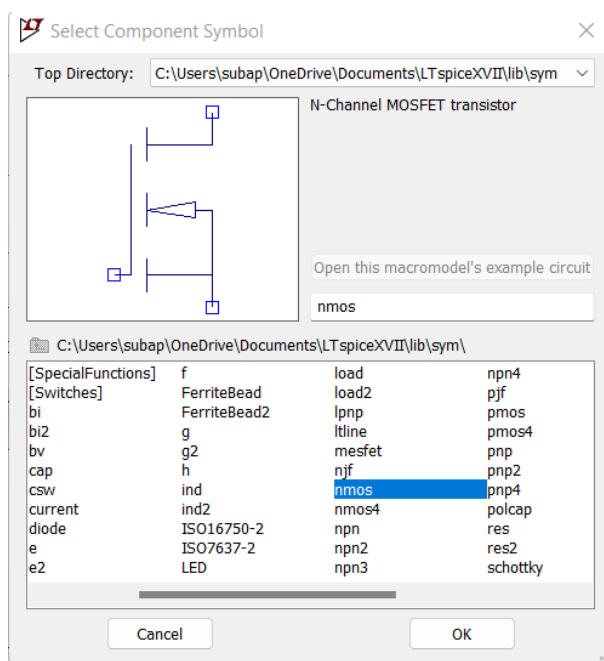 Select Component Symbol
Top Directory: C:\Users\subap\OneDrive\Documents\LTspiceXVII\lib\sym
N-Channel MOSFET transistor
Open this macromodel's example circuit
nmos
C:\Users\subap\OneDrive\Documents\LTspiceXVII\lib\sym\
[SpecialFunctions] f load npn4
[Switches] FerriteBead load2 pjf
bi FerriteBead2 lpnp pmos
bi2 g ltline pmos4
bv g2 mesfet pnp
cap h njf pnp2
csw ind nmos pnp4
current ind2 nmos4 polcap
diode ISO16750-2 npn res
e ISO7637-2 npn2 res2
e2 LED npn3 schottky
Cancel OK